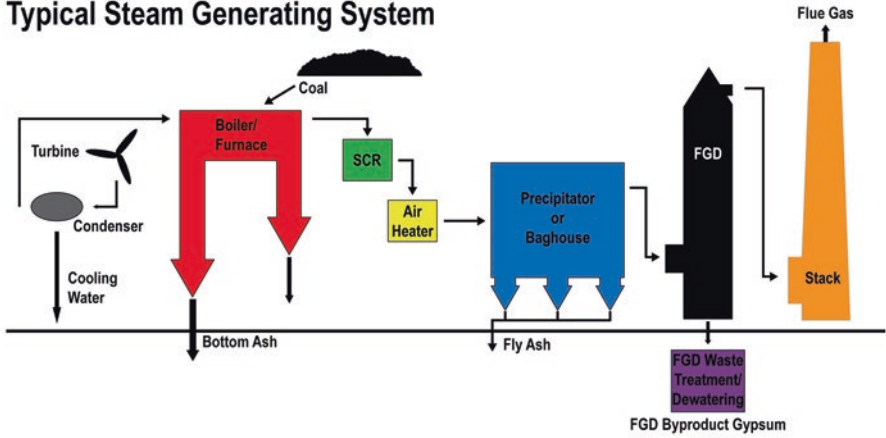 Typical Steam Generating System
Flue Gas
Coal
Boiler/
Furnace
Turbine
SCR
FGD
Condenser
Air
Heater
Precipitator
or
Baghouse
Cooling
Water
Stack
Bottom Ash
Fly Ash
FGD Waste
Treatment/
Dewatering
FGD Byproduct Gypsum